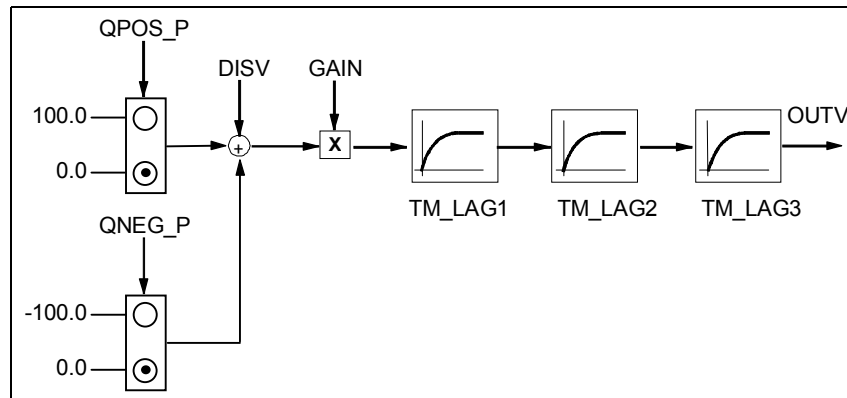 QPOS_P
DISV GAIN
100.0
OUTV
+
X
0.0
TM_LAG1 TM_LAG2 TM_LAG3
QNEG_P
-100.0
0.0